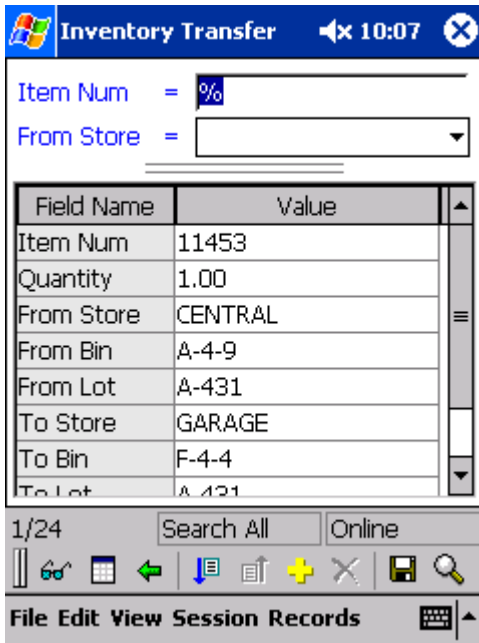 Inventory Transfer 10:07
Item Num = %
From Store =
Field Name Value
Item Num 11453
Quantity 1.00
From Store CENTRAL
From Bin A-4-9
From Lot A-431
To Store GARAGE
To Bin F-4-4
To Lot A-431
1/24 Search All Online
File Edit View Session Records